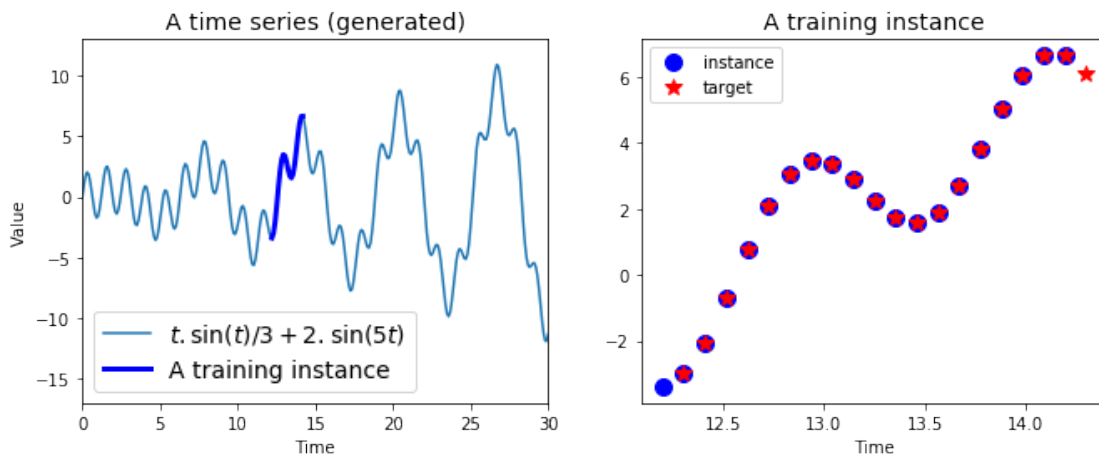 A time series (generated)
10
5
0
−5
−10
−15
Value
t.sin(t)/3 + 2. sin(5t)
A training instance
0
5
10
15
20
25
30
Time
A training instance
instance
target
6
4
2
0
−2
12.5
13.0
13.5
14.0
Time